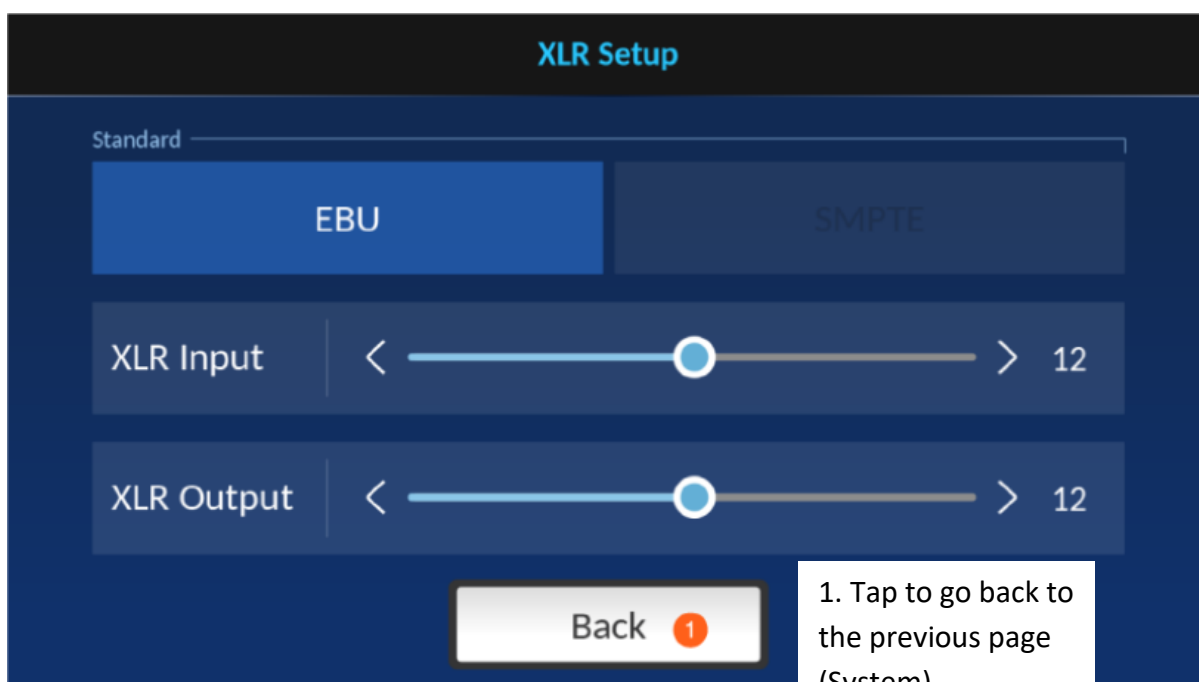 XLR Setup
Standard
EBU
SMPTE
XLR Input
12
XLR Output
12
Back 1
1. Tap to go back to
the previous page
(System)